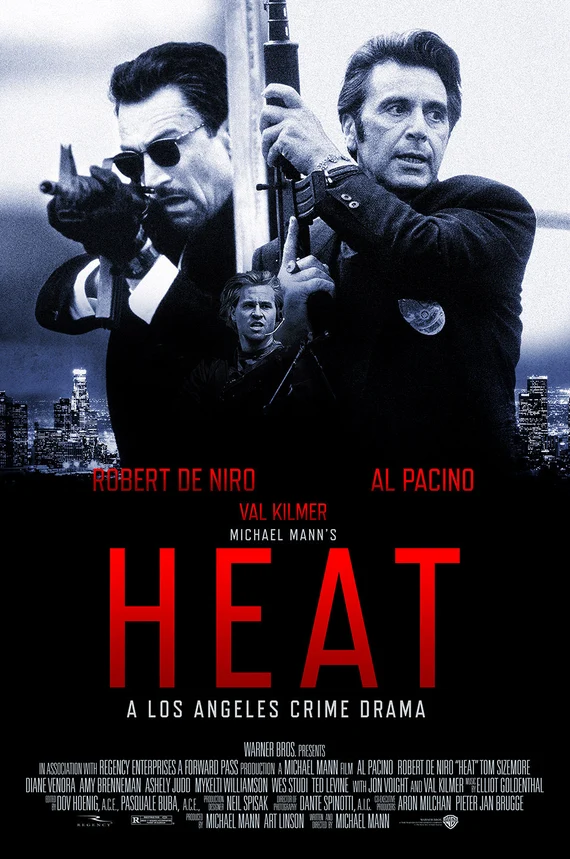 ROBERT DE NIRO AL PACINO
VAL KILMER
MICHAEL MANN'S
HEAT
A LOS ANGELES CRIME DRAMA
WARNER BROS. PRESENTS
IN ASSOCIATION WITH REGENCY ENTERPRISES A FORWARD PASS PRODUCTION A MICHAEL MANN FILM AL PACINO ROBERT DE NIRO "HEAT" TOM SIZEMORE
DIANE VENORA AMY BRENNEMAN ASHELY JUDD MYKELTI WILLIAMSON WES STUDI TED LEVINE WITH JON VOIGHT AND VAL KILMER MUSIC BY ELLIOT GOLDENTHAL
EDITED BY DOV HOENIG, A.C.E., PASQUALE BUBA, A.C.E., PRODUCTION DESIGNER NEIL SPISAK DIRECTOR OF PHOTOGRAPHY DANTE SPINOTTI, A.I.C. EXECUTIVE PRODUCERS ARON MILCHAN PIETER JAN BRUGGE
REGENCY R RESTRICTED PRODUCED BY MICHAEL MANN ART LINSON WRITTEN AND DIRECTED BY MICHAEL MANN